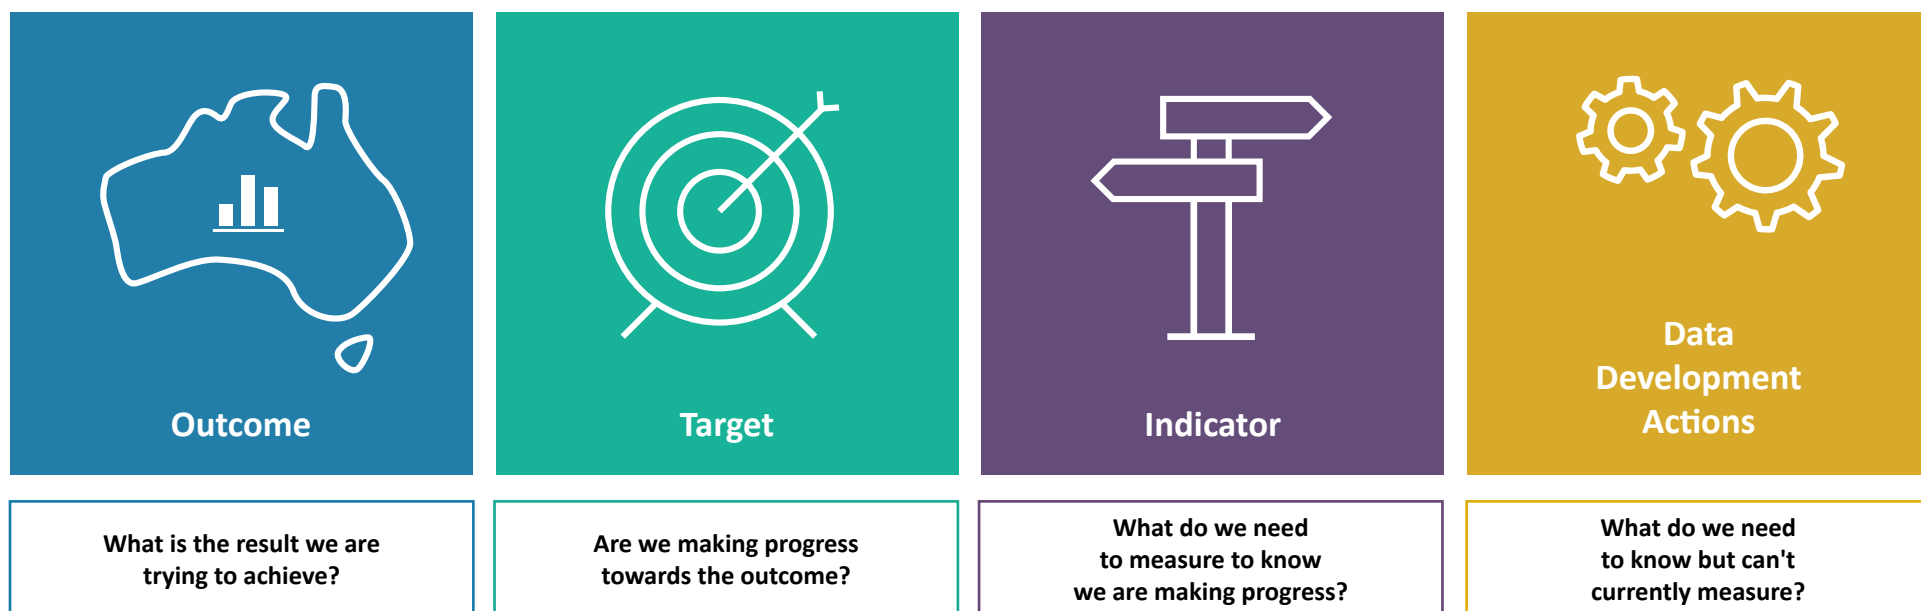 Outcome
Target
Indicator
Data
Development
Actions
What is the result we are
trying to achieve?
Are we making progress
towards the outcome?
What do we need
to measure to know
we are making progress?
What do we need
to know but can't
currently measure?